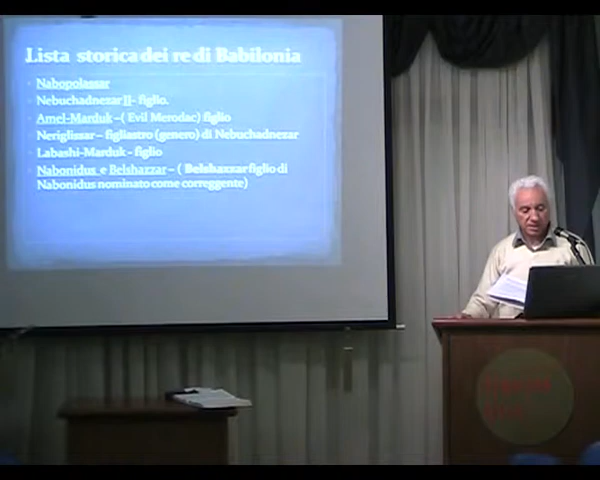 Lista storica dei re di Babilonia
Nabopolassar
Nebuchadnezar II- figlio.
Amel-Marduk –( Evil Merodac) figlio
Neriglissar – figliastro (genero) di Nebuchadnezar
Labashi-Marduk - figlio
Nabonidus e Belshazzar – ( Belshazzar figlio di
Nabonidus nominato come correggente)